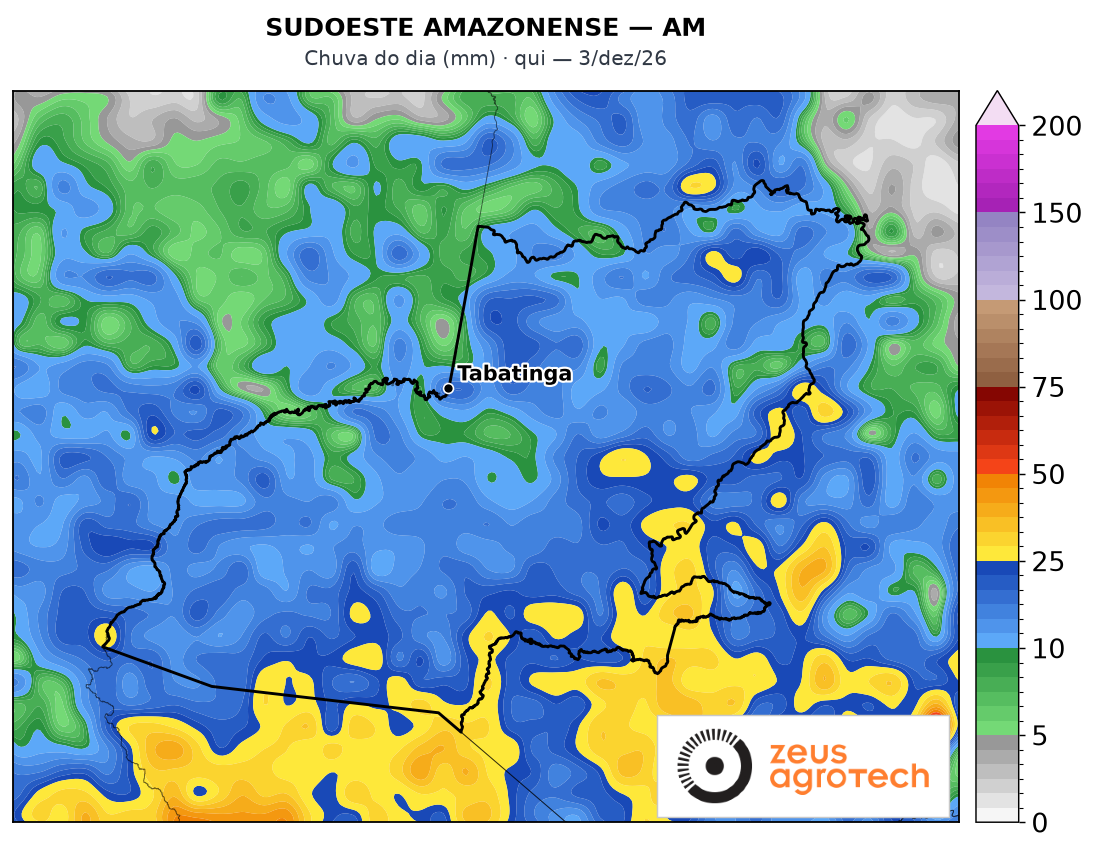 SUDOESTE AMAZONENSE — AM
Chuva do dia (mm) · qui — 3/dez/26
Tabatinga
200
150
100
75
50
25
10
5
0
zeus
agrotech